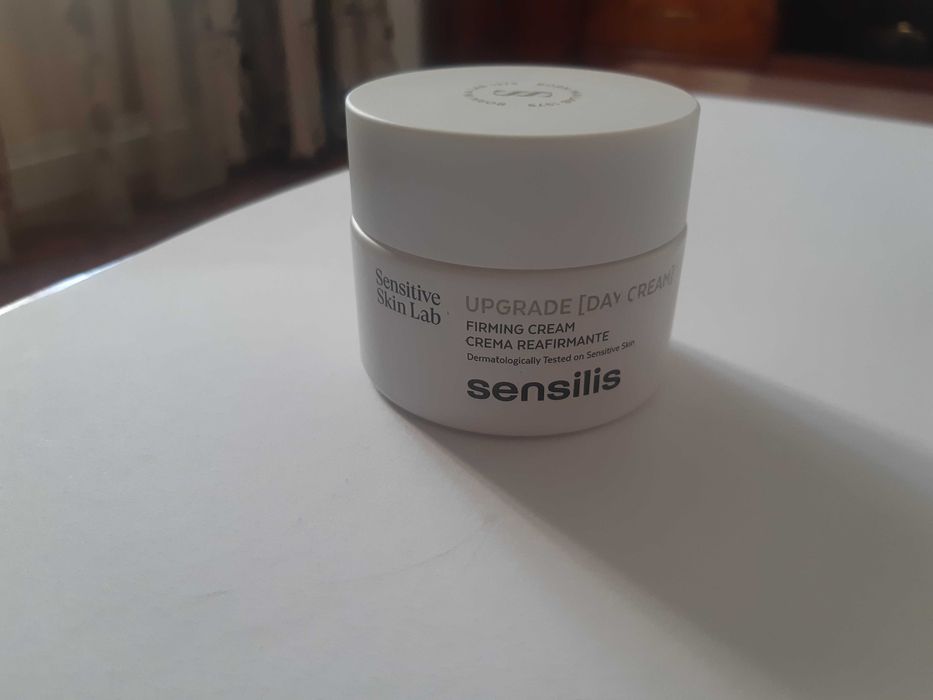 Sensitive
Skin Lab
UPGRADE [DAY CREAM]
FIRMING CREAM
CREMA REAFIRMANTE
Dermatologically Tested on Sensitive Skin
sensilis